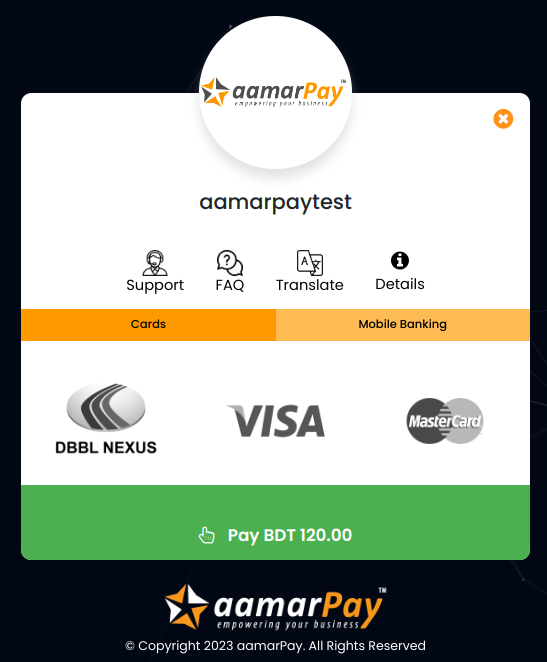 aamarPay™
empowering your business
aamarpaytest
Support FAQ Translate Details
Cards Mobile Banking
DBBL NEXUS VISA MasterCard
Pay BDT 120.00
aamarPay™
empowering your business
© Copyright 2023 aamarPay. All Rights Reserved